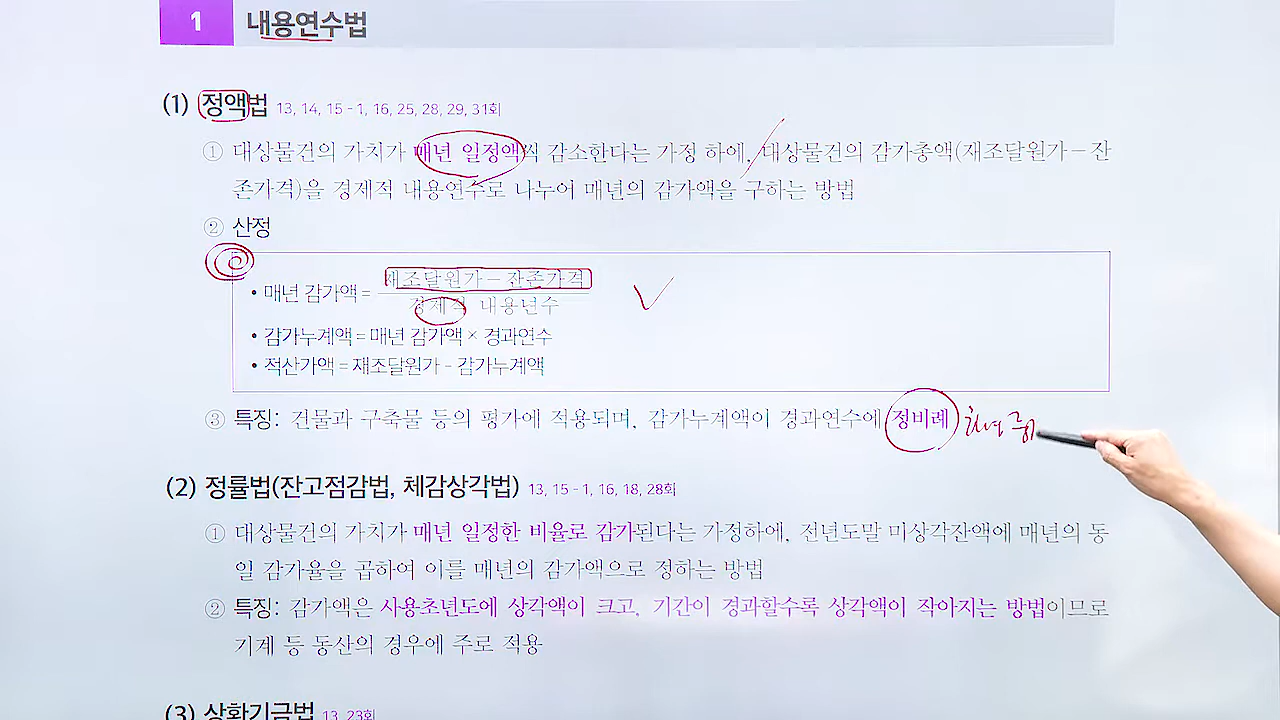 1 내용연수법
(1) 정액법 13, 14, 15-1, 16, 25, 28, 29, 31회
① 대상물건의 가치가 매년 일정액씩 감소한다는 가정 하에, 대상물건의 감가총액(재조달원가-잔
존가격)을 경제적 내용연수로 나누어 매년의 감가액을 구하는 방법
② 산정
• 매년 감가액 = 재조달원가-잔존가격
경제적 내용년수
• 감가누계액 = 매년 감가액 × 경과연수
• 적산가액 = 재조달원가 - 감가누계액
③ 특징: 건물과 구축물 등의 평가에 적용되며, 감가누계액이 경과연수에 정비례
(2) 정률법(잔고점감법, 체감상각법) 13, 15-1, 16, 18, 28회
① 대상물건의 가치가 매년 일정한 비율로 감가된다는 가정하에, 전년도말 미상각잔액에 매년의 동
일 감가율을 곱하여 이를 매년의 감가액으로 정하는 방법
② 특징: 감가액은 사용초년도에 상각액이 크고, 기간이 경과할수록 상각액이 작아지는 방법이므로
기계 등 동산의 경우에 주로 적용
(3) 상환기금법 13, 23회